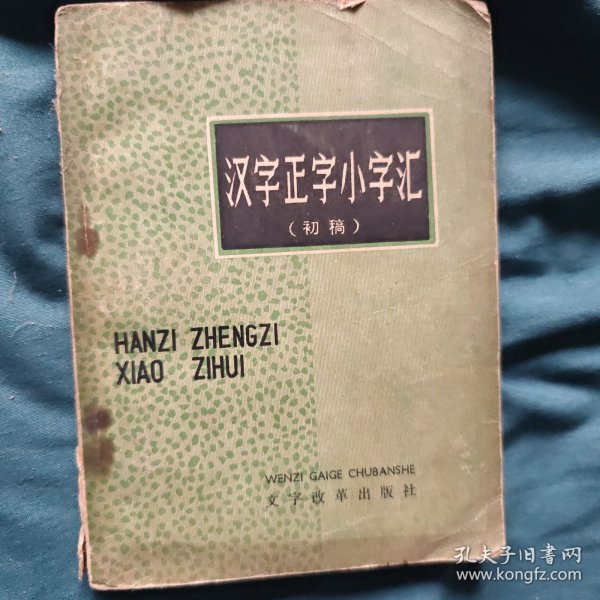 汉字正字小字汇
（初稿）
HANZI ZHENGZI
XIAO ZIHUI
WENZI GAIGE CHUBANSHE
文字改革出版社
孔夫子旧書网
www.kongfz.com